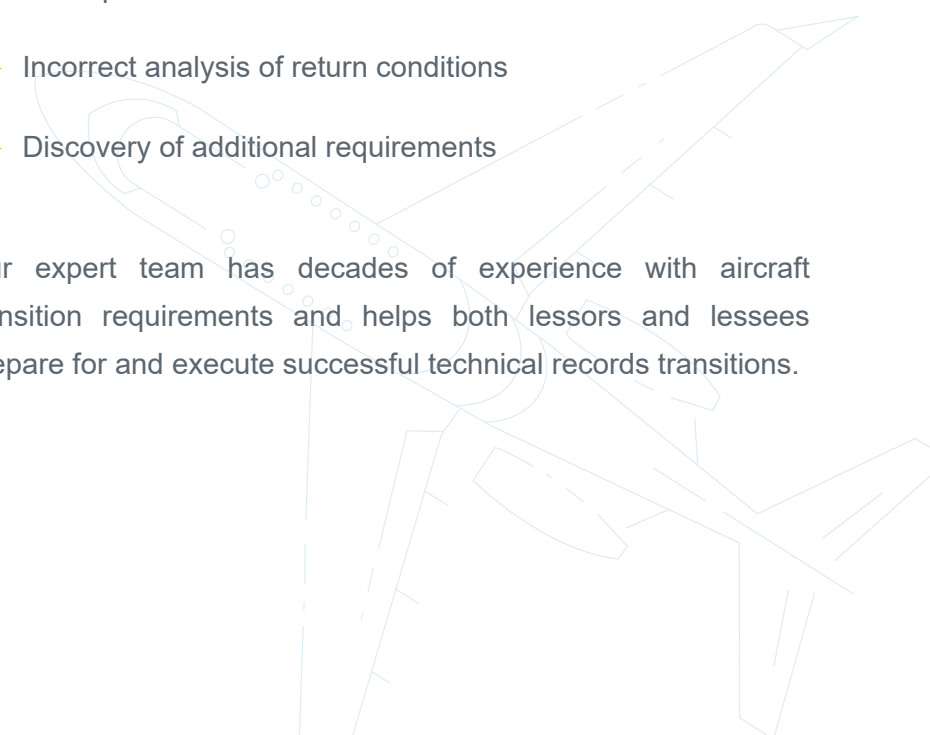 Incorrect analysis of return conditions
Discovery of additional requirements
r expert team has decades of experience with aircraft
nsition requirements and helps both lessors and lessees
epare for and execute successful technical records transitions.